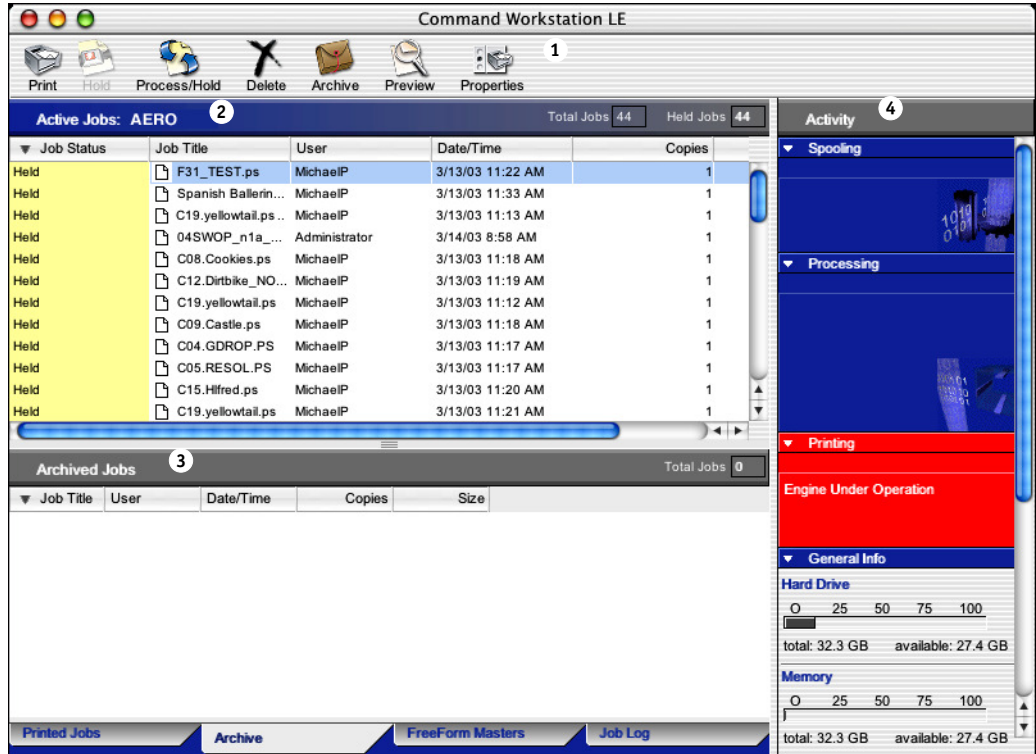 Command Workstation LE
Print Hold Process/Hold Delete Archive Preview Properties 1
Active Jobs: AERO 2 Total Jobs 44 Held Jobs 44
Job Status Job Title User Date/Time Copies
Held F31_TEST.ps MichaelP 3/13/03 11:22 AM 1
Held Spanish Ballerin... MichaelP 3/13/03 11:33 AM 1
Held C19.yellowtail.ps.. MichaelP 3/13/03 11:13 AM 1
Held 04SWOP_n1a_... Administrator 3/14/03 8:58 AM 1
Held C08.Cookies.ps MichaelP 3/13/03 11:18 AM 1
Held C12.Dirtbike_NO... MichaelP 3/13/03 11:19 AM 1
Held C19.yellowtail.ps MichaelP 3/13/03 11:12 AM 1
Held C09.Castle.ps MichaelP 3/13/03 11:18 AM 1
Held C04.GDROP.PS MichaelP 3/13/03 11:17 AM 1
Held C05.RESOL.PS MichaelP 3/13/03 11:17 AM 1
Held C15.Hlfred.ps MichaelP 3/13/03 11:20 AM 1
Held C19.yellowtail.ps MichaelP 3/13/03 11:21 AM 1
Archived Jobs 3 Total Jobs 0
Job Title User Date/Time Copies Size
Printed Jobs Archive FreeForm Masters Job Log
Activity 4
Spooling
1010
0101
Processing
Printing
Engine Under Operation
General Info
Hard Drive
O 25 50 75 100
total: 32.3 GB available: 27.4 GB
Memory
O 25 50 75 100
total: 32.3 GB available: 27.4 GB